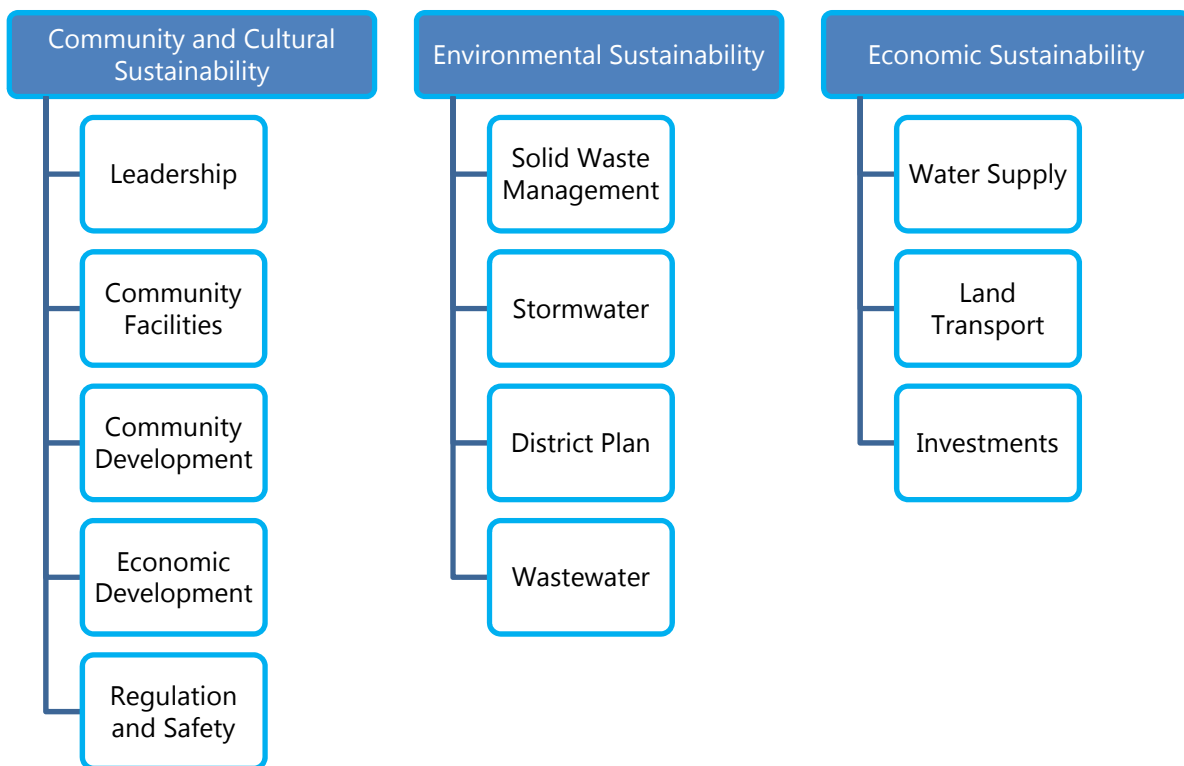 Community and Cultural
Sustainability
Leadership
Community
Facilities
Community
Development
Economic
Development
Regulation
and Safety
Environmental Sustainability
Solid Waste
Management
Stormwater
District Plan
Wastewater
Economic Sustainability
Water Supply
Land
Transport
Investments